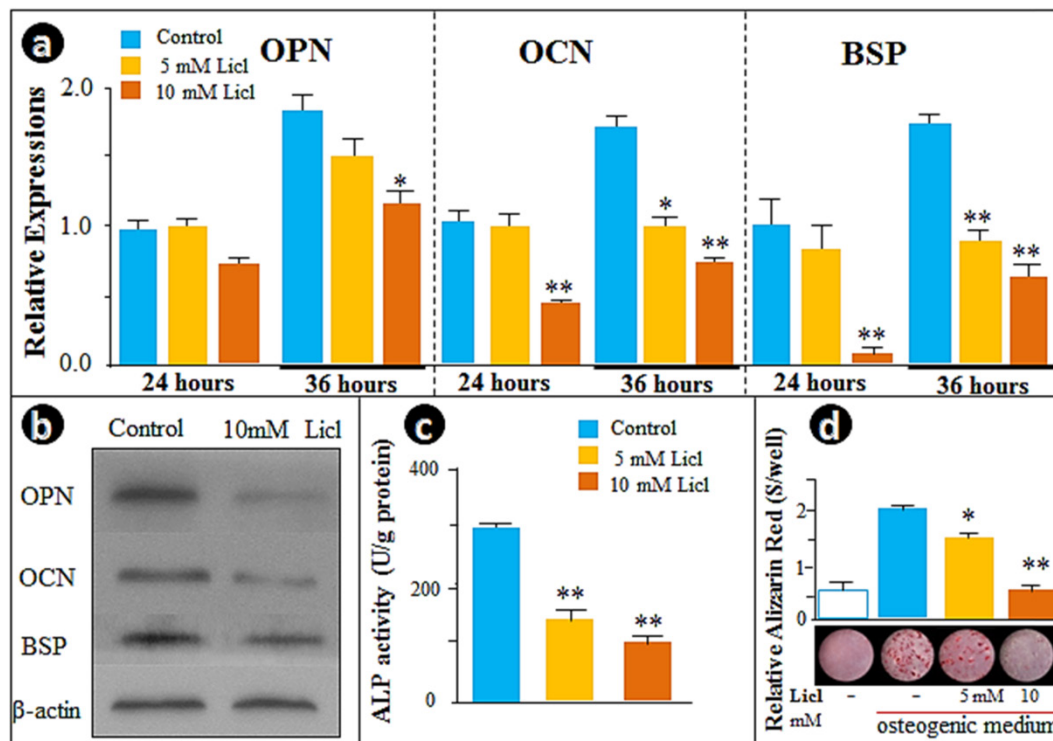 a
Control
5 mM Licl
10 mM Licl
OPN
OCN
BSP
Relative Expressions
2.0
1.0
0.0
*
** * **
** ** **
24 hours 36 hours 24 hours 36 hours 24 hours 36 hours
b
Control 10mM Licl
OPN
OCN
BSP
β-actin
c
Control
5 mM Licl
10 mM Licl
ALP activity (U/g protein)
400
200
0
** **
d
Relative Alizarin Red (S/well)
2
1
0
* **
Licl – – 5 mM 10
mM osteogenic medium